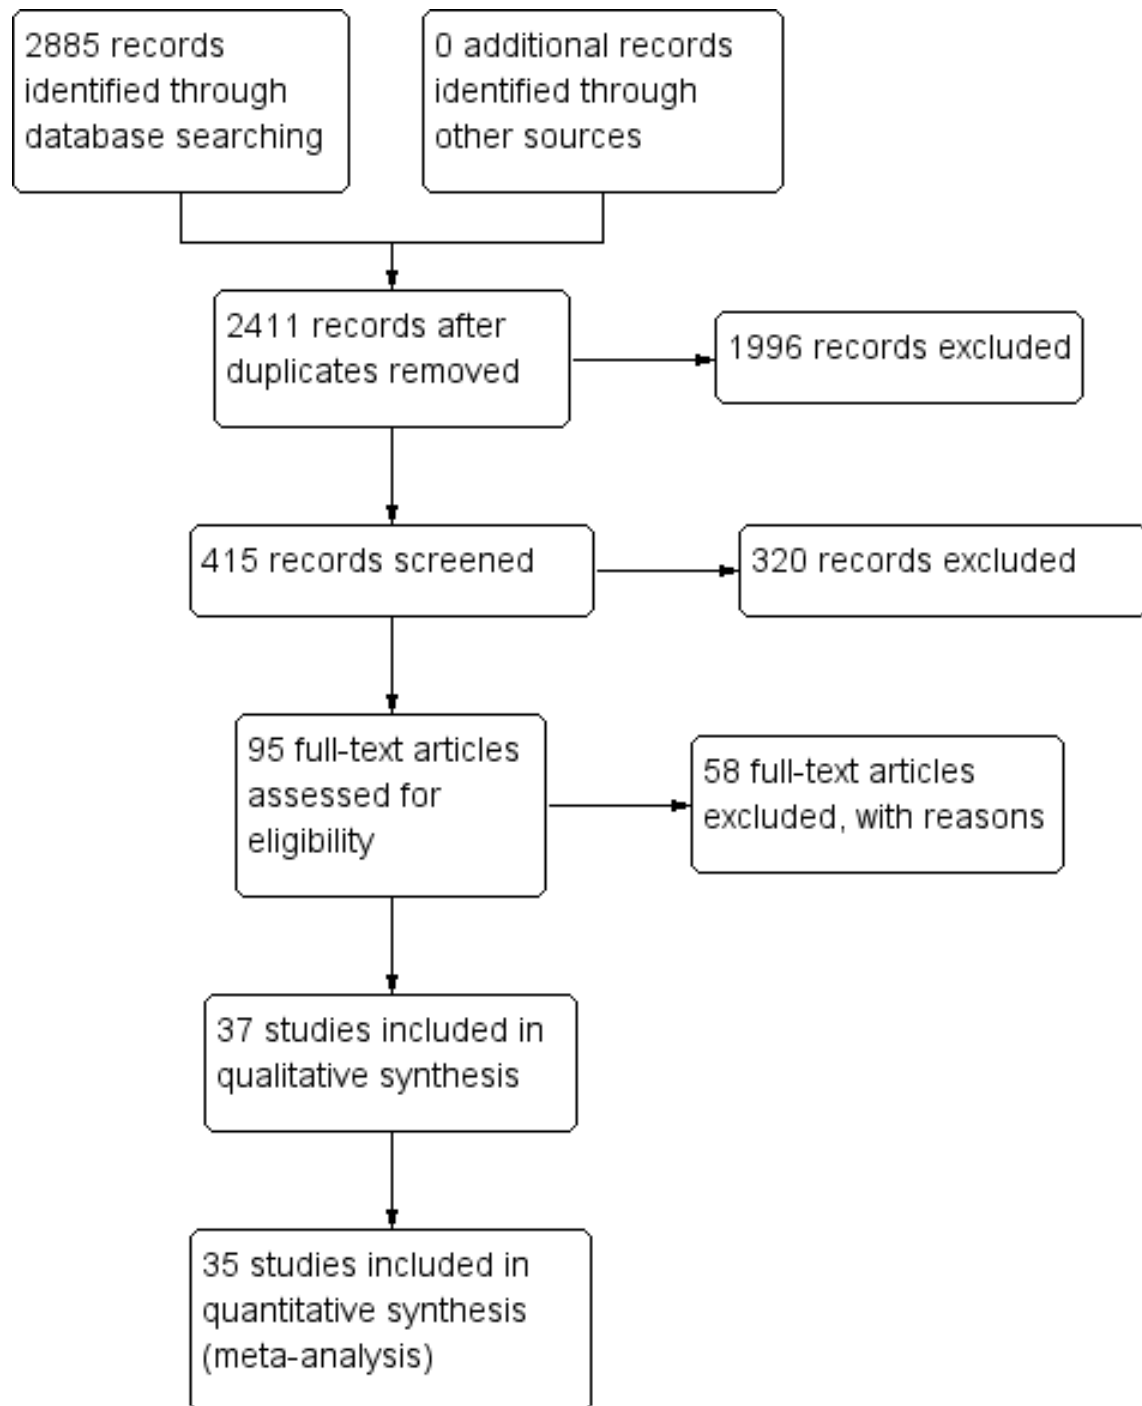 2885 records
identified through
database searching
0 additional records
identified through
other sources
2411 records after
duplicates removed
1996 records excluded
415 records screened
320 records excluded
95 full-text articles
assessed for
eligibility
58 full-text articles
excluded, with reasons
37 studies included in
qualitative synthesis
35 studies included in
quantitative synthesis
(meta-analysis)